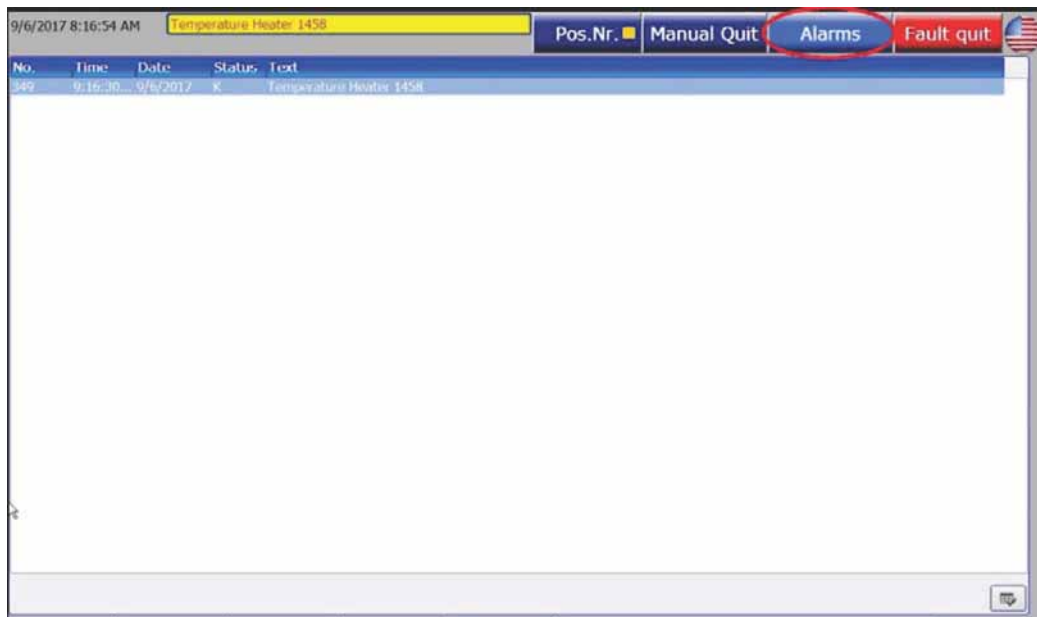 9/6/2017 8:16:54 AM Temperature Heater 1458 Pos.Nr. Manual Quit Alarms Fault quit
No. Time Date Status Text
349 9:16:30... 9/6/2017 K Temperature Heater 1458